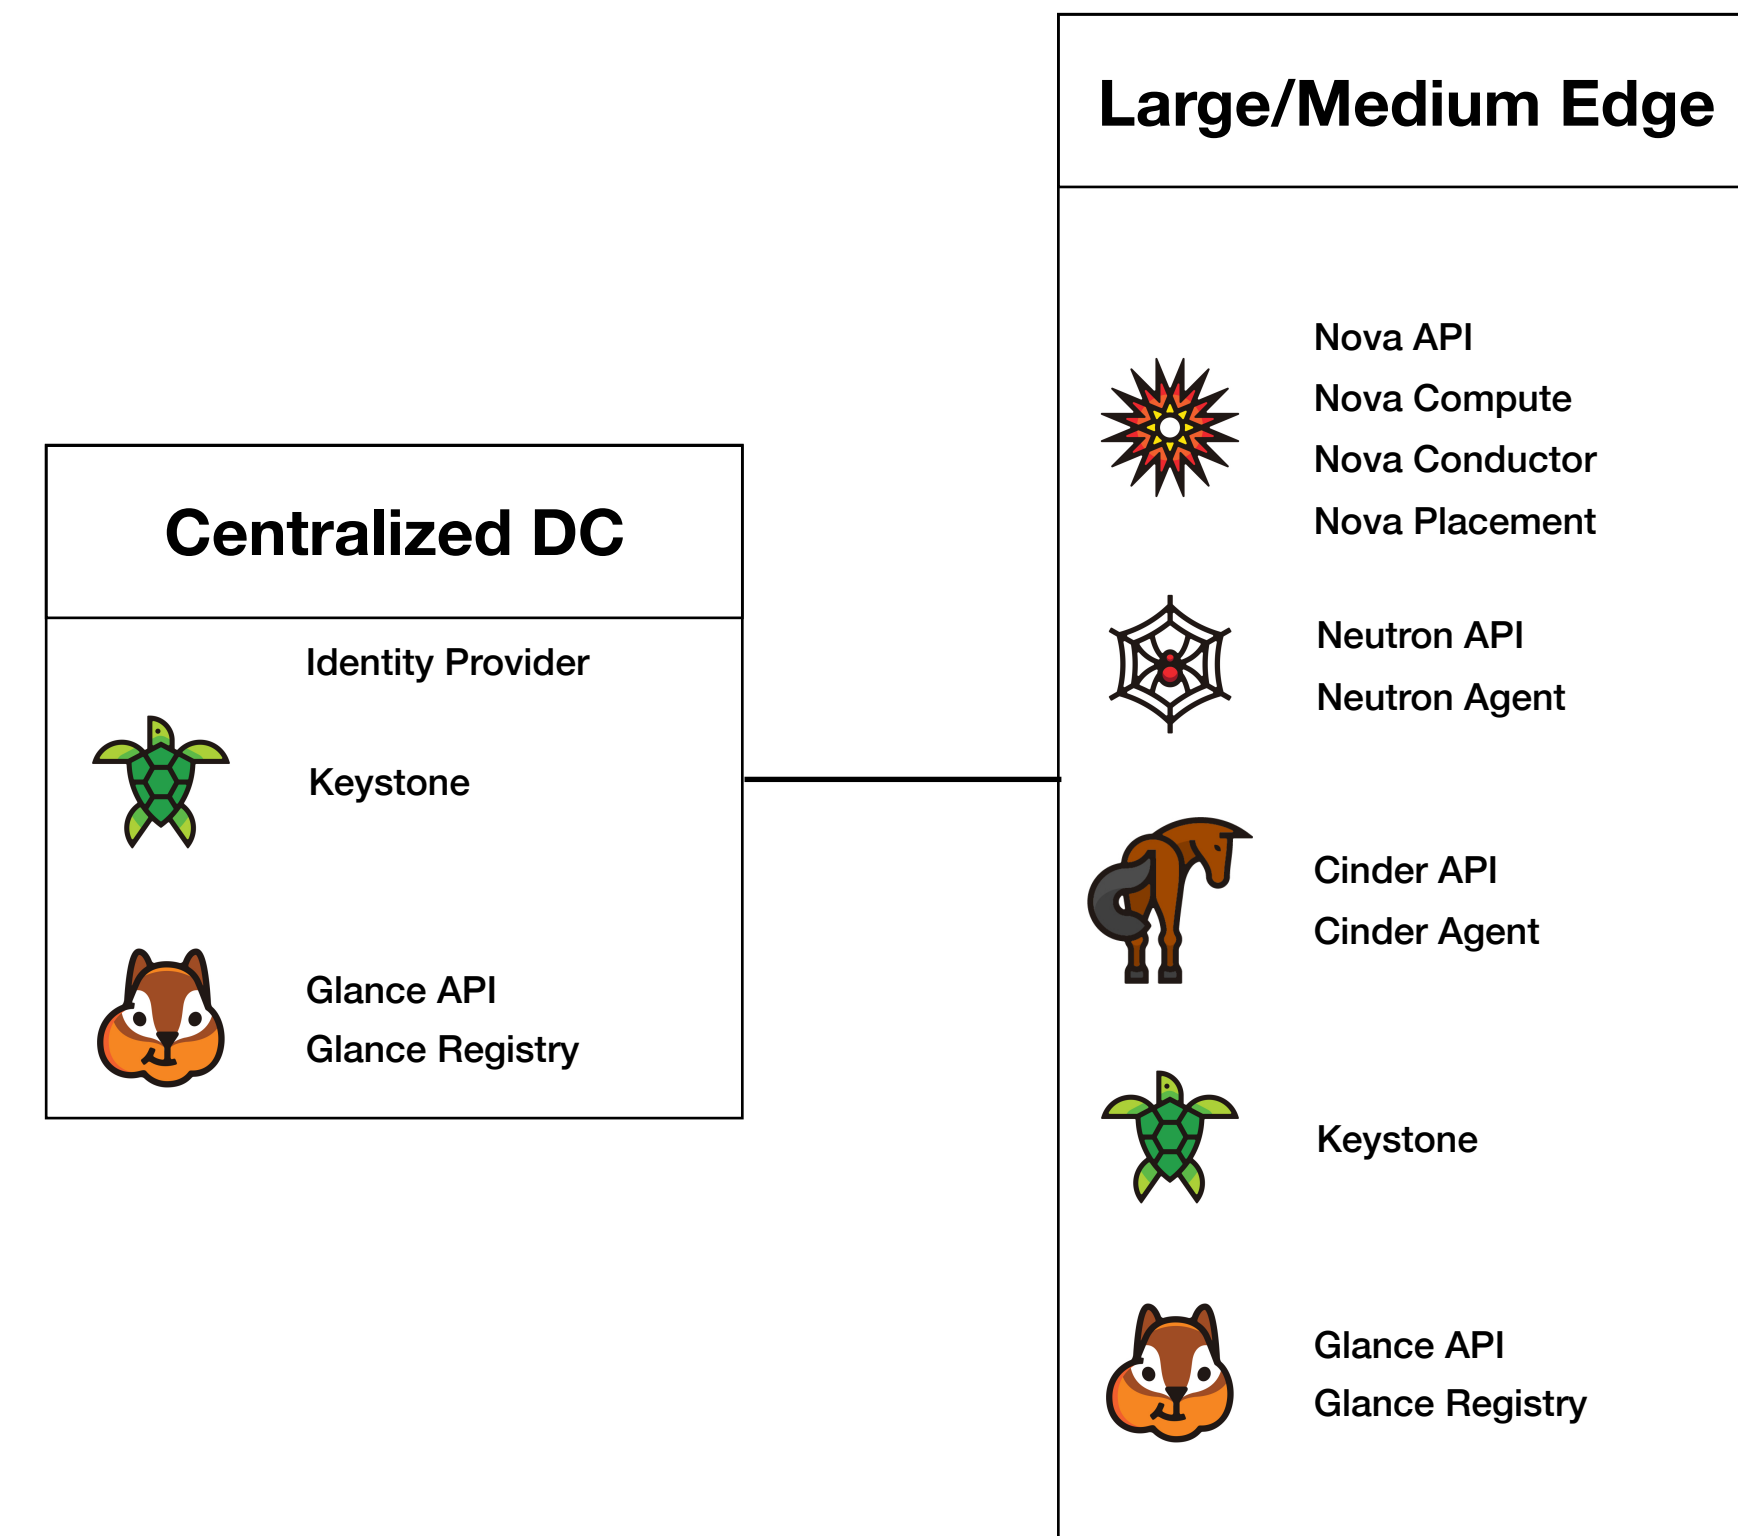 Centralized DC
Identity Provider
Keystone
Glance API
Glance Registry
Large/Medium Edge
Nova API
Nova Compute
Nova Conductor
Nova Placement
Neutron API
Neutron Agent
Cinder API
Cinder Agent
Keystone
Glance API
Glance Registry